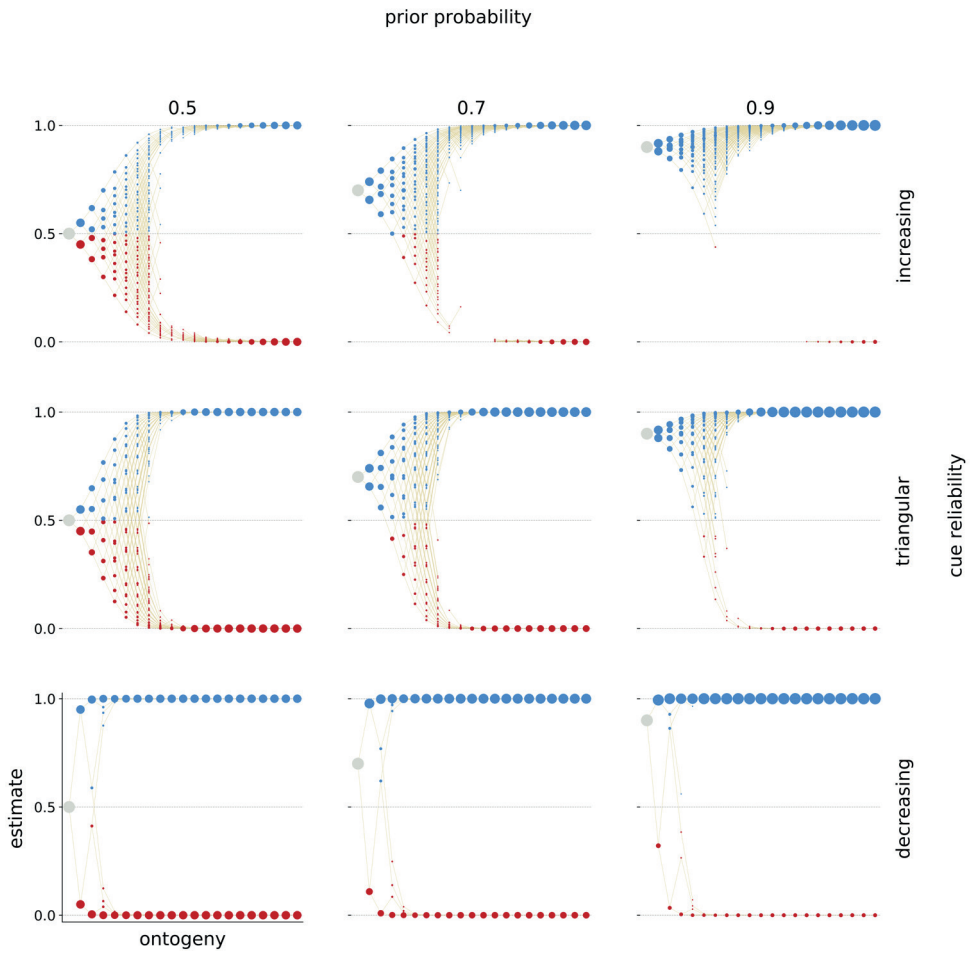 prior probability
0.5 0.7 0.9
1.0
0.5
0.0
increasing
1.0
0.5
0.0
triangular
cue reliability
1.0
0.5
0.0
decreasing
estimate
ontogeny